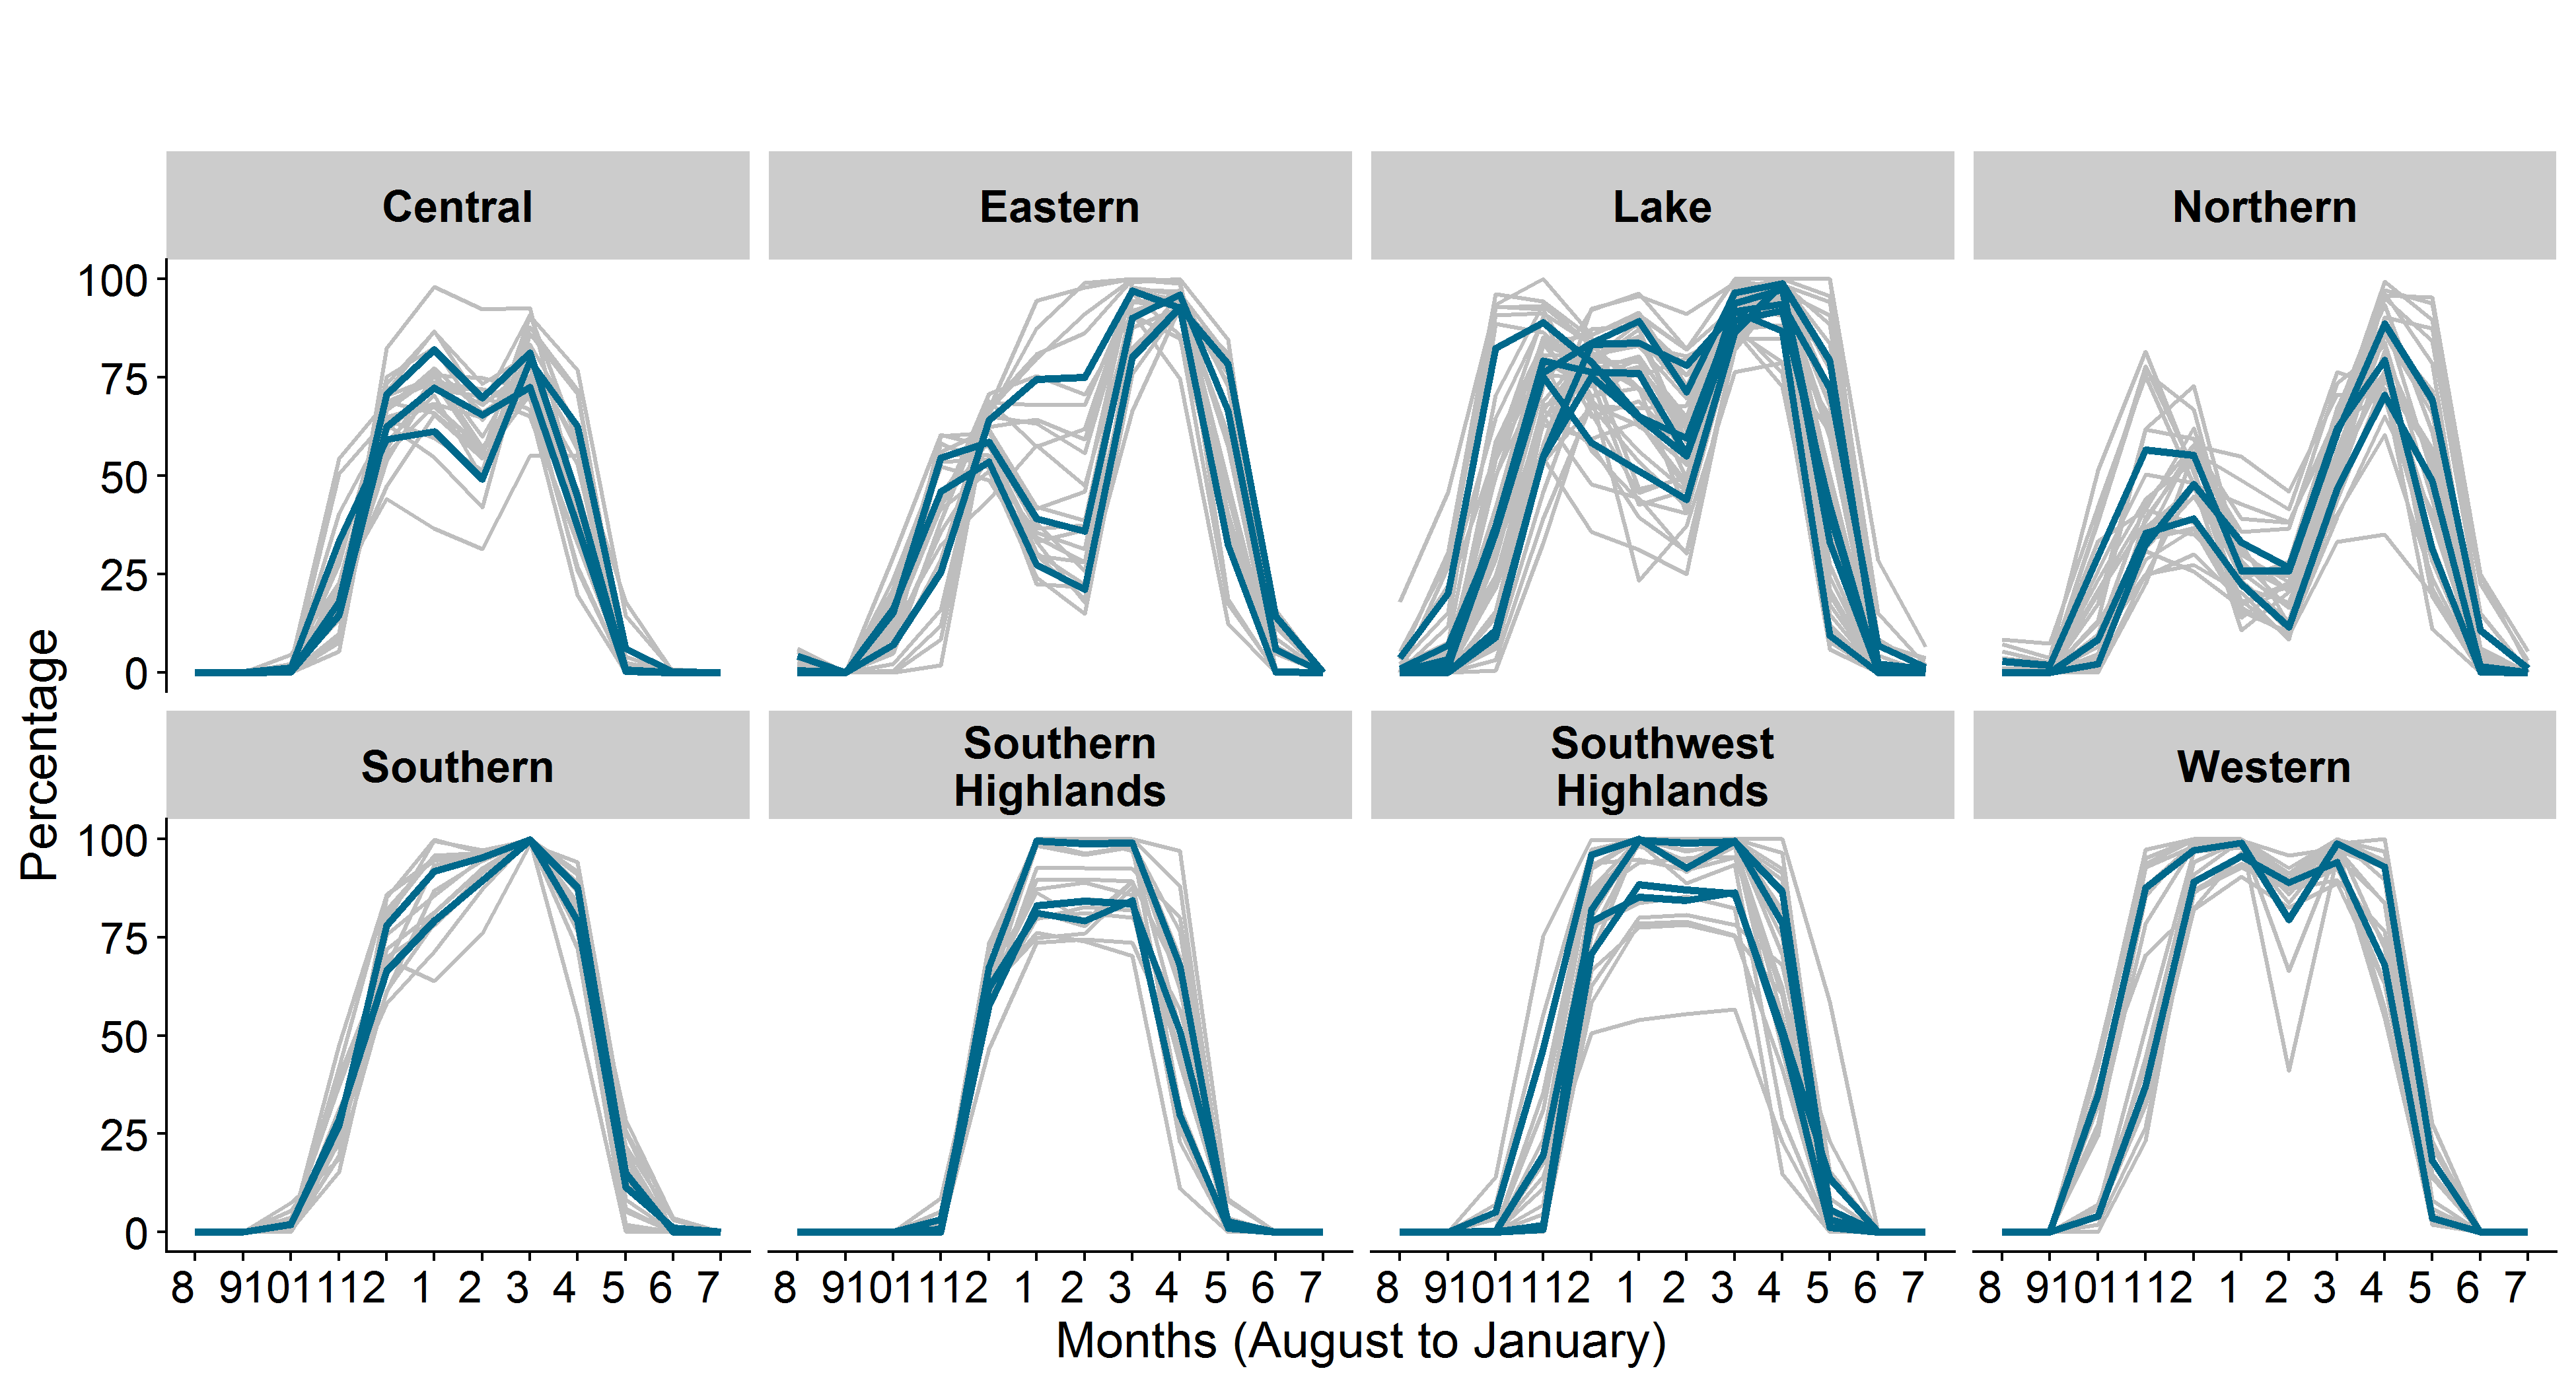 Central Eastern Lake Northern
100
75
50
25
0
Percentage
Southern Southern Highlands Southwest Highlands Western
100
75
50
25
0
8 9 10 11 12 1 2 3 4 5 6 7 8 9 10 11 12 1 2 3 4 5 6 7 8 9 10 11 12 1 2 3 4 5 6 7 8 9 10 11 12 1 2 3 4 5 6 7
Months (August to January)